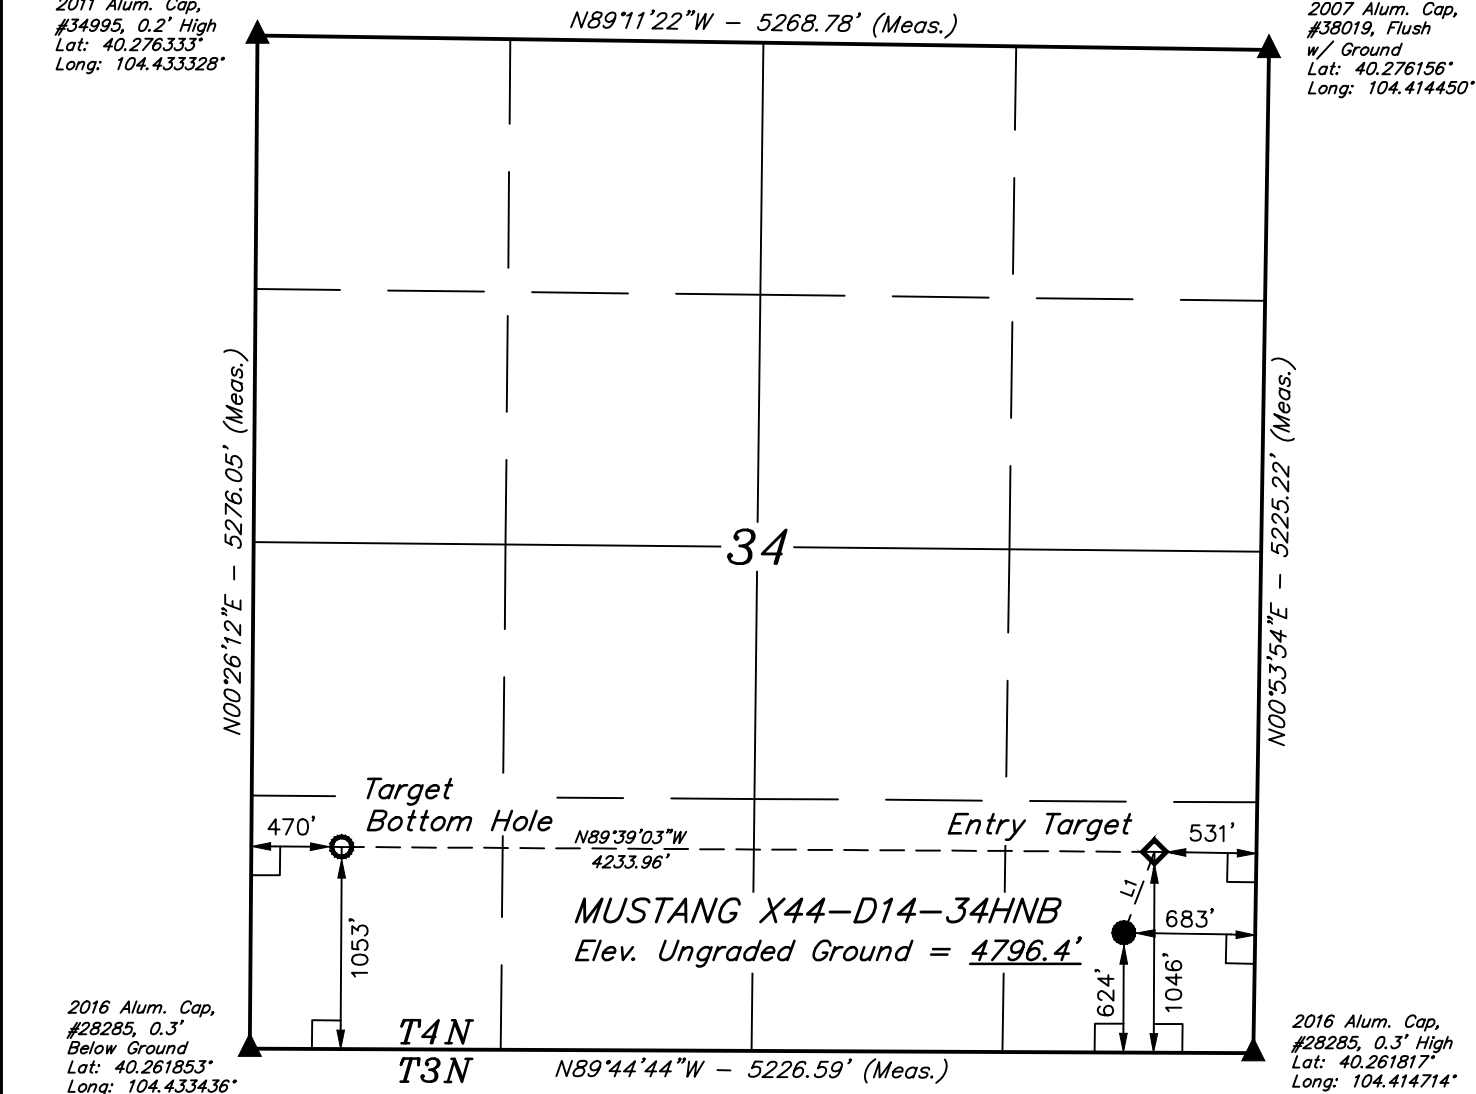 2011 Alum. Cap,
#34995, 0.2' High
Lat: 40.276333°
Long: 104.433328°
N89°11'22"W - 5268.78' (Meas.)
2007 Alum. Cap,
#38019, Flush
w/ Ground
Lat: 40.276156°
Long: 104.414450°
N00°26'12"E - 5276.05' (Meas.)
34
N00°53'54"E - 5225.22' (Meas.)
Target
Bottom Hole
470'
N89°39'03"W
4233.96'
Entry Target
531'
L1
MUSTANG X44-D14-34HNB
Elev. Ungraded Ground = 4796.4'
683'
1053'
624'
1046'
2016 Alum. Cap,
#28285, 0.3'
Below Ground
Lat: 40.261853°
Long: 104.433436°
T4N
T3N
N89°44'44"W - 5226.59' (Meas.)
2016 Alum. Cap,
#28285, 0.3' High
Lat: 40.261817°
Long: 104.414714°